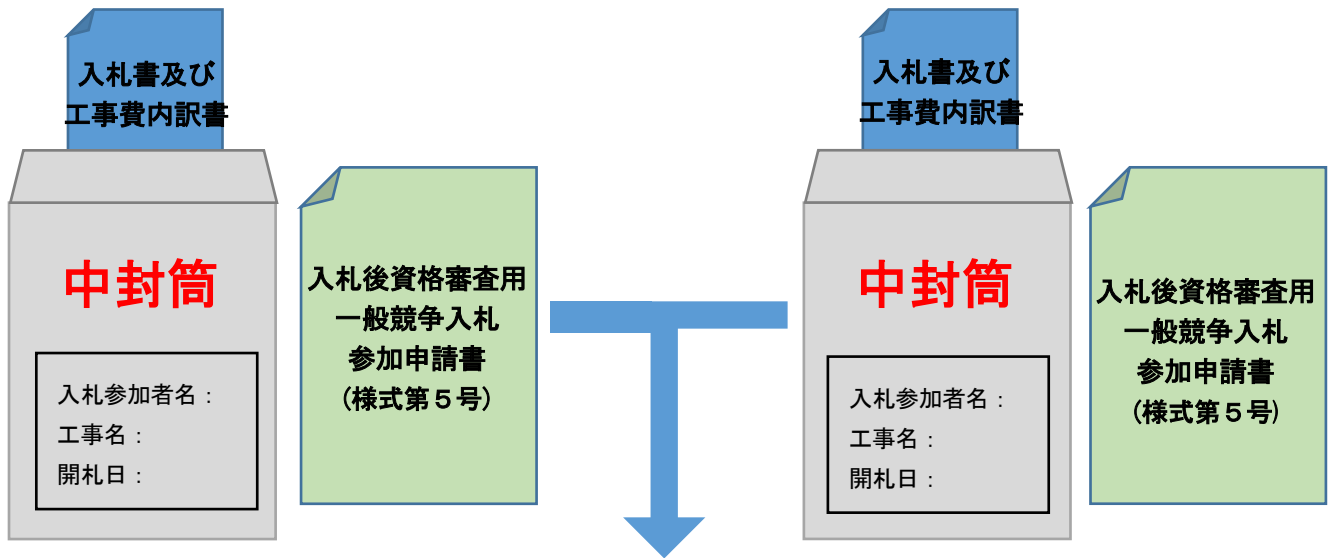 入札書及び
工事費内訳書
中封筒
入札参加者名：
工事名：
開札日：
入札後資格審査用
一般競争入札
参加申請書
(様式第５号)
入札書及び
工事費内訳書
中封筒
入札参加者名：
工事名：
開札日：
入札後資格審査用
一般競争入札
参加申請書
(様式第５号)